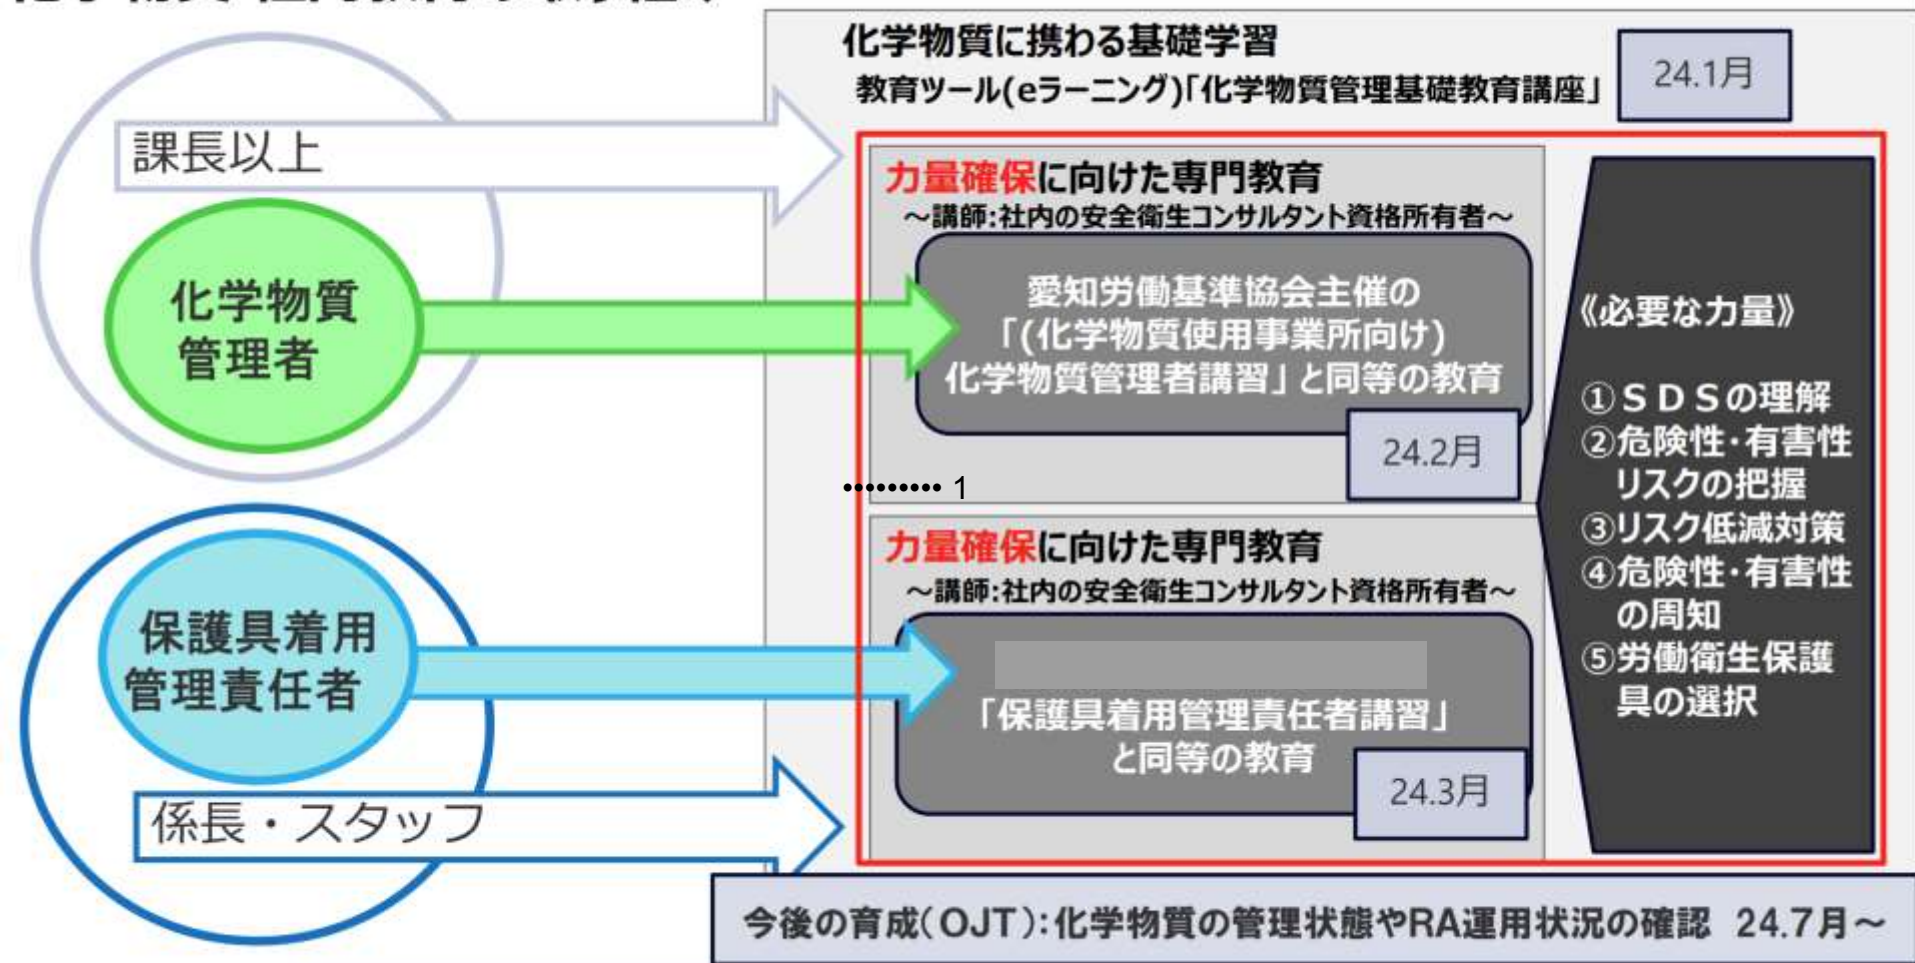 化学物質に携わる基礎学習
教育ツール(eラーニング)「化学物質管理基礎教育講座」
24.1月
課長以上
化学物質
管理者
力量確保に向けた専門教育
～講師:社内の安全衛生コンサルタント資格所有者～
愛知労働基準協会主催の
「(化学物質使用事業所向け)
化学物質管理者講習」と同等の教育
24.2月
••••••••• 1
保護具着用
管理責任者
係長・スタッフ
力量確保に向けた専門教育
～講師:社内の安全衛生コンサルタント資格所有者～
「保護具着用管理責任者講習」
と同等の教育
24.3月
《必要な力量》
①ＳＤＳの理解
②危険性･有害性
リスクの把握
③リスク低減対策
④危険性･有害性
の周知
⑤労働衛生保護
具の選択
今後の育成(OJT):化学物質の管理状態やRA運用状況の確認 24.7月～